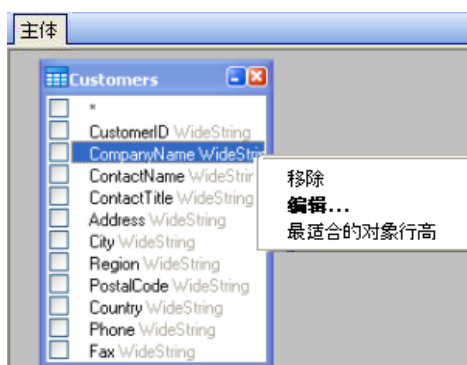 主体
Customers
*
CustomerID WideString
CompanyName WideStrin
ContactName WideStrin
移除
ContactTitle WideString
编辑...
Address WideString
最适合的对象行高
City WideString
Region WideString
PostalCode WideString
Country WideString
Phone WideString
Fax WideString